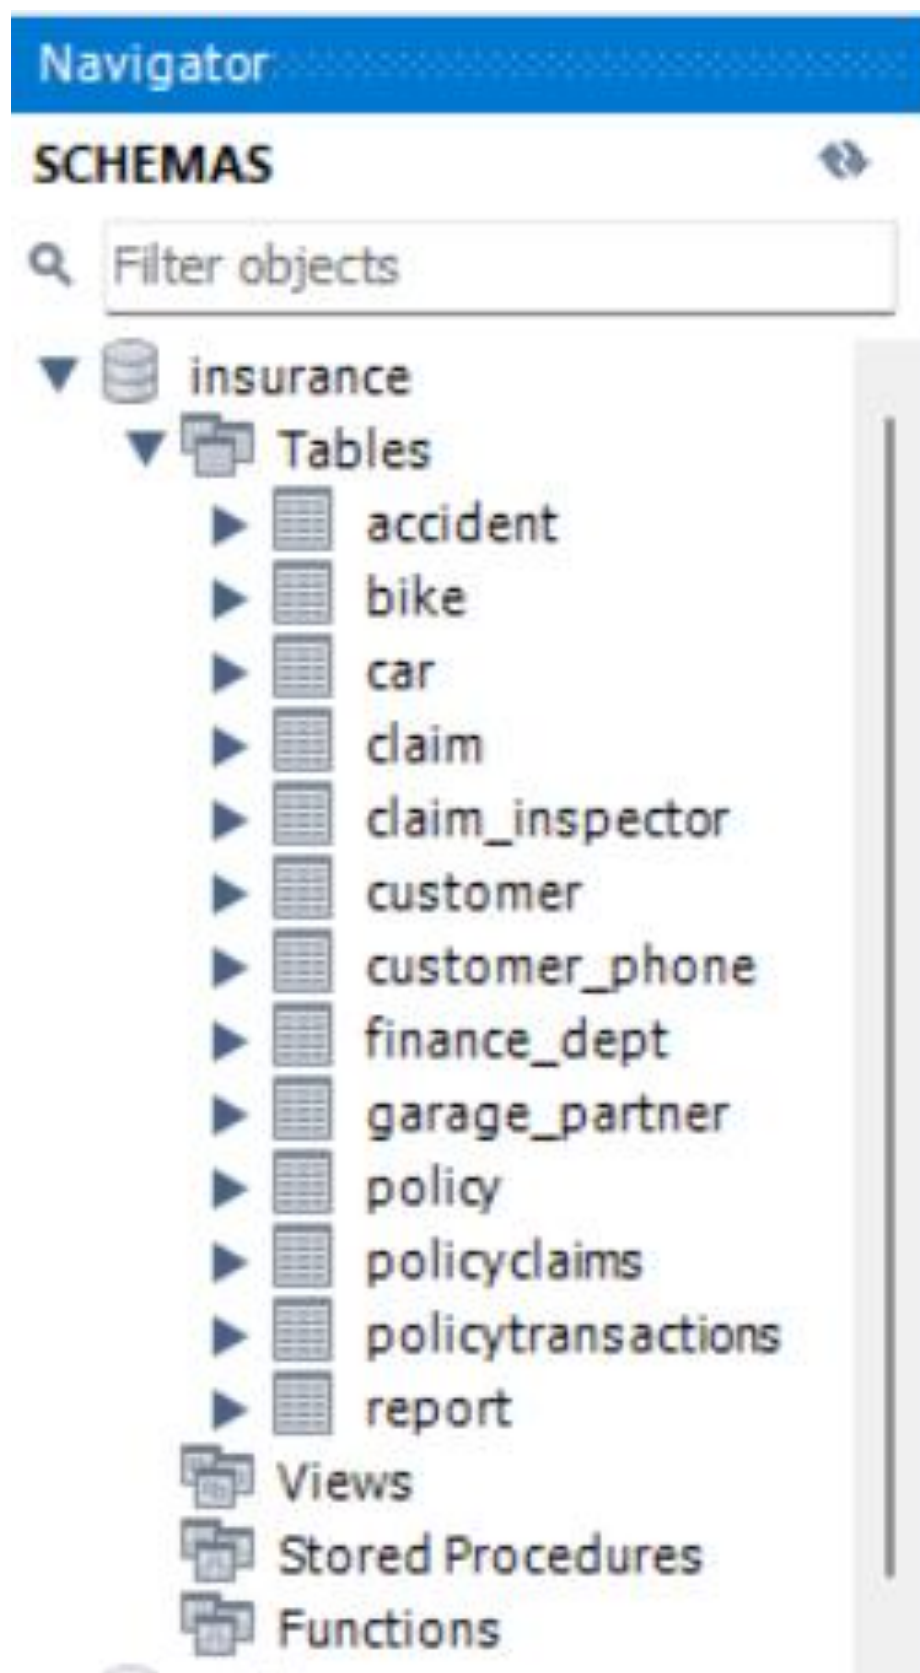 Navigator
SCHEMAS
Filter objects
insurance
Tables
accident
bike
car
claim
claim_inspector
customer
customer_phone
finance_dept
garage_partner
policy
policyclaims
policytransactions
report
Views
Stored Procedures
Functions